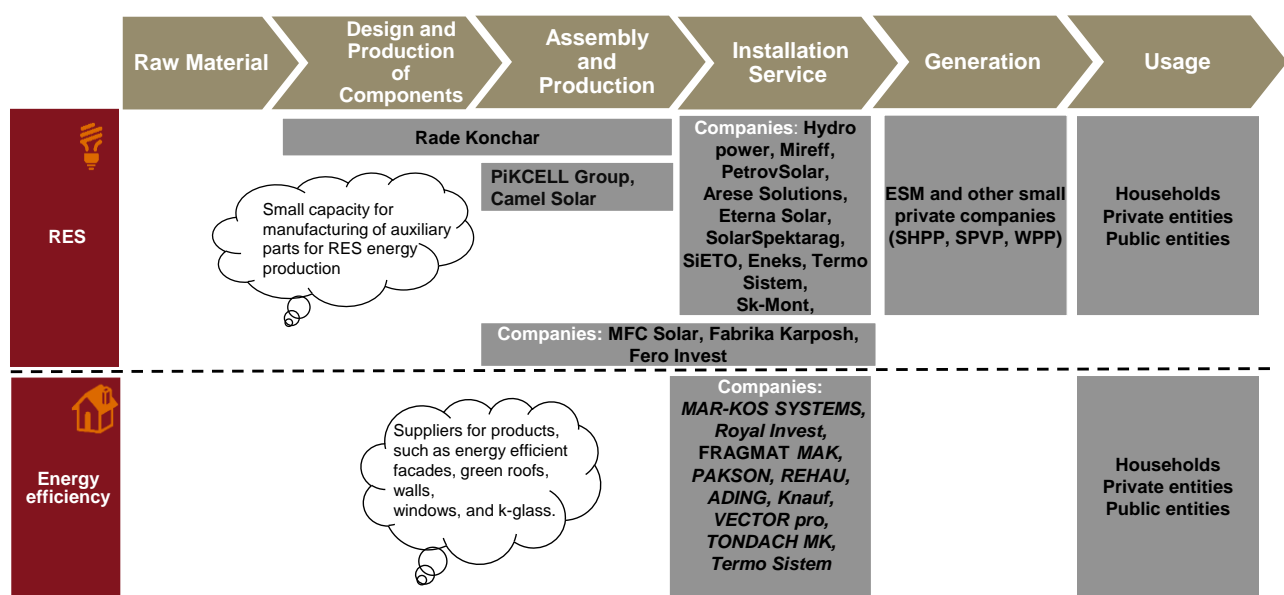 Raw Material
Design and
Production
of
Components
Assembly
and
Production
Installation
Service
Generation
Usage
RES
Rade Konchar
PiKCELL Group,
Camel Solar
Small capacity for
manufacturing of auxiliary
parts for RES energy
production
Companies: Hydro
power, Mireff,
PetrovSolar,
Arese Solutions,
Eterna Solar,
SolarSpektarag,
SiETO, Eneks, Termo
Sistem,
Sk-Mont,
ESM and other small
private companies
(SHPP, SPVP, WPP)
Households
Private entities
Public entities
Companies: MFC Solar, Fabrika Karposh,
Fero Invest
Energy
efficiency
Suppliers for products,
such as energy efficient
facades, green roofs,
walls,
windows, and k-glass.
Companies:
MAR-KOS SYSTEMS,
Royal Invest,
FRAGMAT MAK,
PAKSON, REHAU,
ADING, Knauf,
VECTOR pro,
TONDACH MK,
Termo Sistem
Households
Private entities
Public entities